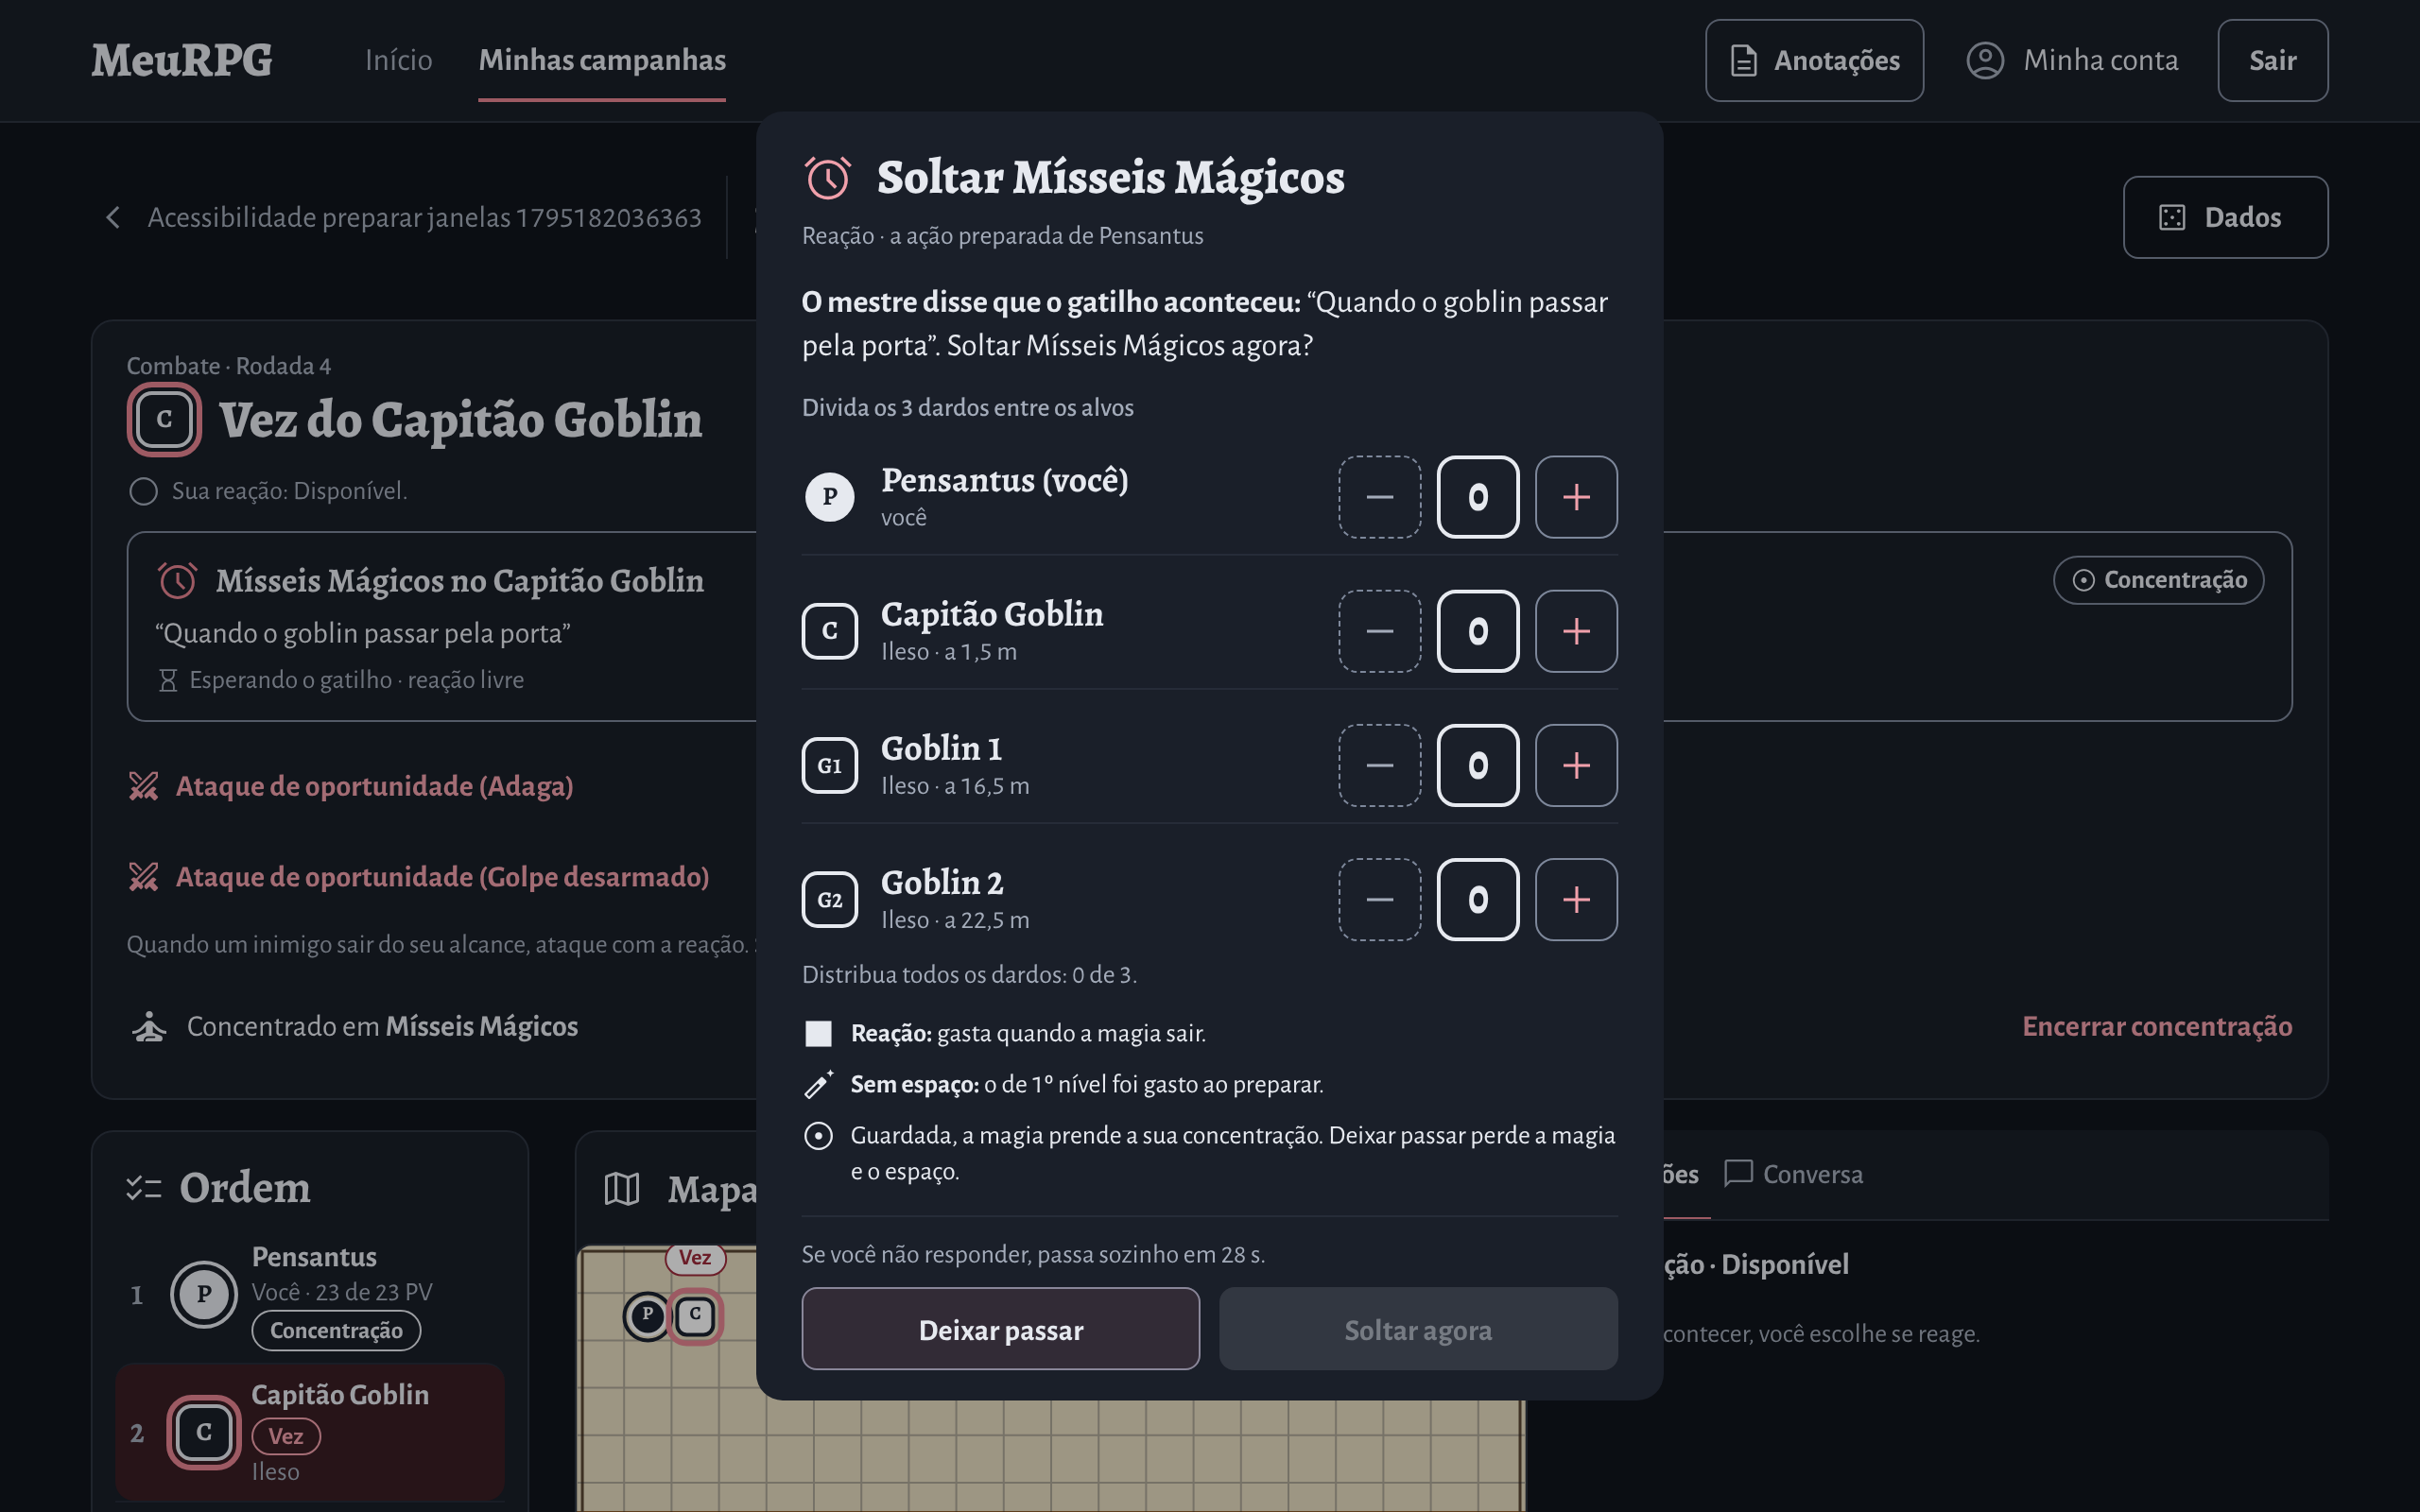 MeuRPG
Início
Minhas campanhas
Anotações
Minha conta
Sair
Acessibilidade preparar janelas 1795182036363
Dados
Combate · Rodada 4
C
Vez do Capitão Goblin
Sua reação: Disponível.
Mísseis Mágicos no Capitão Goblin
Concentração
“Quando o goblin passar pela porta”
Esperando o gatilho · reação livre
Ataque de oportunidade (Adaga)
Ataque de oportunidade (Golpe desarmado)
Quando um inimigo sair do seu alcance, ataque com a reação.
Concentrado em Mísseis Mágicos
Encerrar concentração
Soltar Mísseis Mágicos
Reação · a ação preparada de Pensantus
O mestre disse que o gatilho aconteceu: “Quando o goblin passar
pela porta”. Soltar Mísseis Mágicos agora?
Divida os 3 dardos entre os alvos
P
Pensantus (você)
você
− 0 +
C
Capitão Goblin
Ileso · a 1,5 m
− 0 +
G1
Goblin 1
Ileso · a 16,5 m
− 0 +
G2
Goblin 2
Ileso · a 22,5 m
− 0 +
Distribua todos os dardos: 0 de 3.
Reação: gasta quando a magia sair.
Sem espaço: o de 1º nível foi gasto ao preparar.
Guardada, a magia prende a sua concentração. Deixar passar perde a magia
e o espaço.
Se você não responder, passa sozinho em 28 s.
Deixar passar
Soltar agora
Ordem
1
P
Pensantus
Você · 23 de 23 PV
Concentração
2
C
Capitão Goblin
Vez
Ileso
Mapa
Vez
P
C
ões
Conversa
ção · Disponível
contecer, você escolhe se reage.